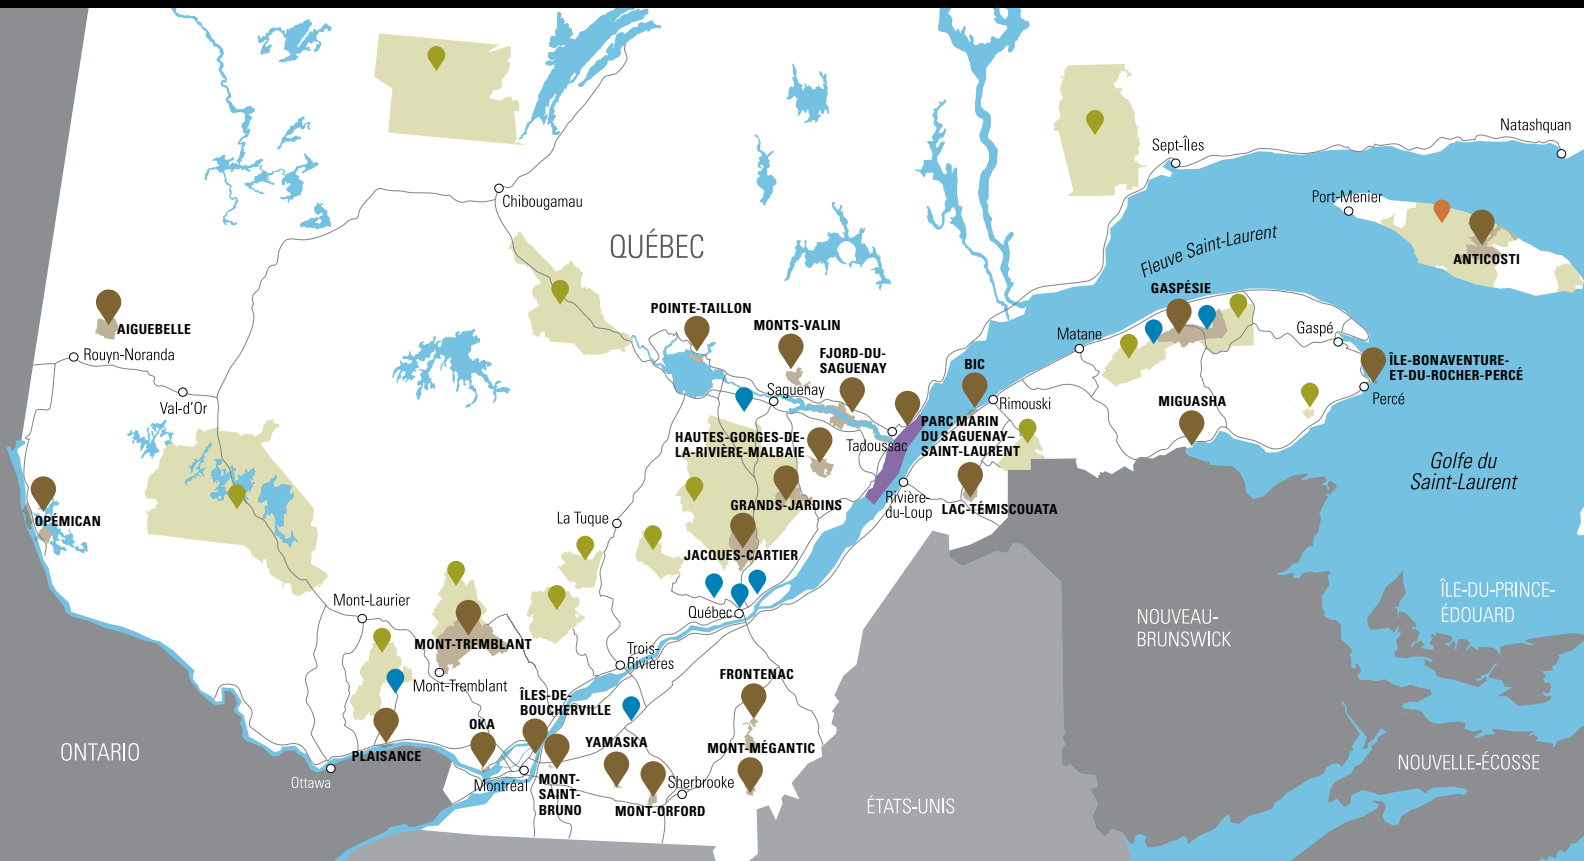 Natashquan
Sept-Îles
Port-Menier
Chibougamau
QUÉBEC
Fleuve Saint-Laurent
ANTICOSTI
GASPÉSIE
POINTE-TAILLON
MONTS-VALIN
AIGUEBELLE
Rouyn-Noranda
Matane
Gaspé
FJORD-DU-
SAGUENAY
BIC
ÎLE-BONAVENTURE-
ET-DU-ROCHER-PERCÉ
Val-d'Or
Saguenay
Rimouski
MIGUASHA
Percé
HAUTES-GORGES-DE-
LA-RIVIÈRE-MALBAIE
Tadoussac
PARC MARIN
DU SAGUENAY–
SAINT-LAURENT
Golfe du
Saint-Laurent
OPÉMICAN
GRANDS-JARDINS
Rivière-
du-Loup
LAC-TÉMISCOUATA
La Tuque
JACQUES-CARTIER
Mont-Laurier
Québec
NOUVEAU-
BRUNSWICK
ÎLE-DU-PRINCE-
ÉDOUARD
MONT-TREMBLANT
Mont-Tremblant
Trois-
Rivières
FRONTENAC
ÎLES-DE-
BOUCHERVILLE
OKA
YAMASKA
MONT-MÉGANTIC
ONTARIO
PLAISANCE
Ottawa
Montréal
MONT-
SAINT-
BRUNO
MONT-ORFORD
Sherbrooke
ÉTATS-UNIS
NOUVELLE-ÉCOSSE